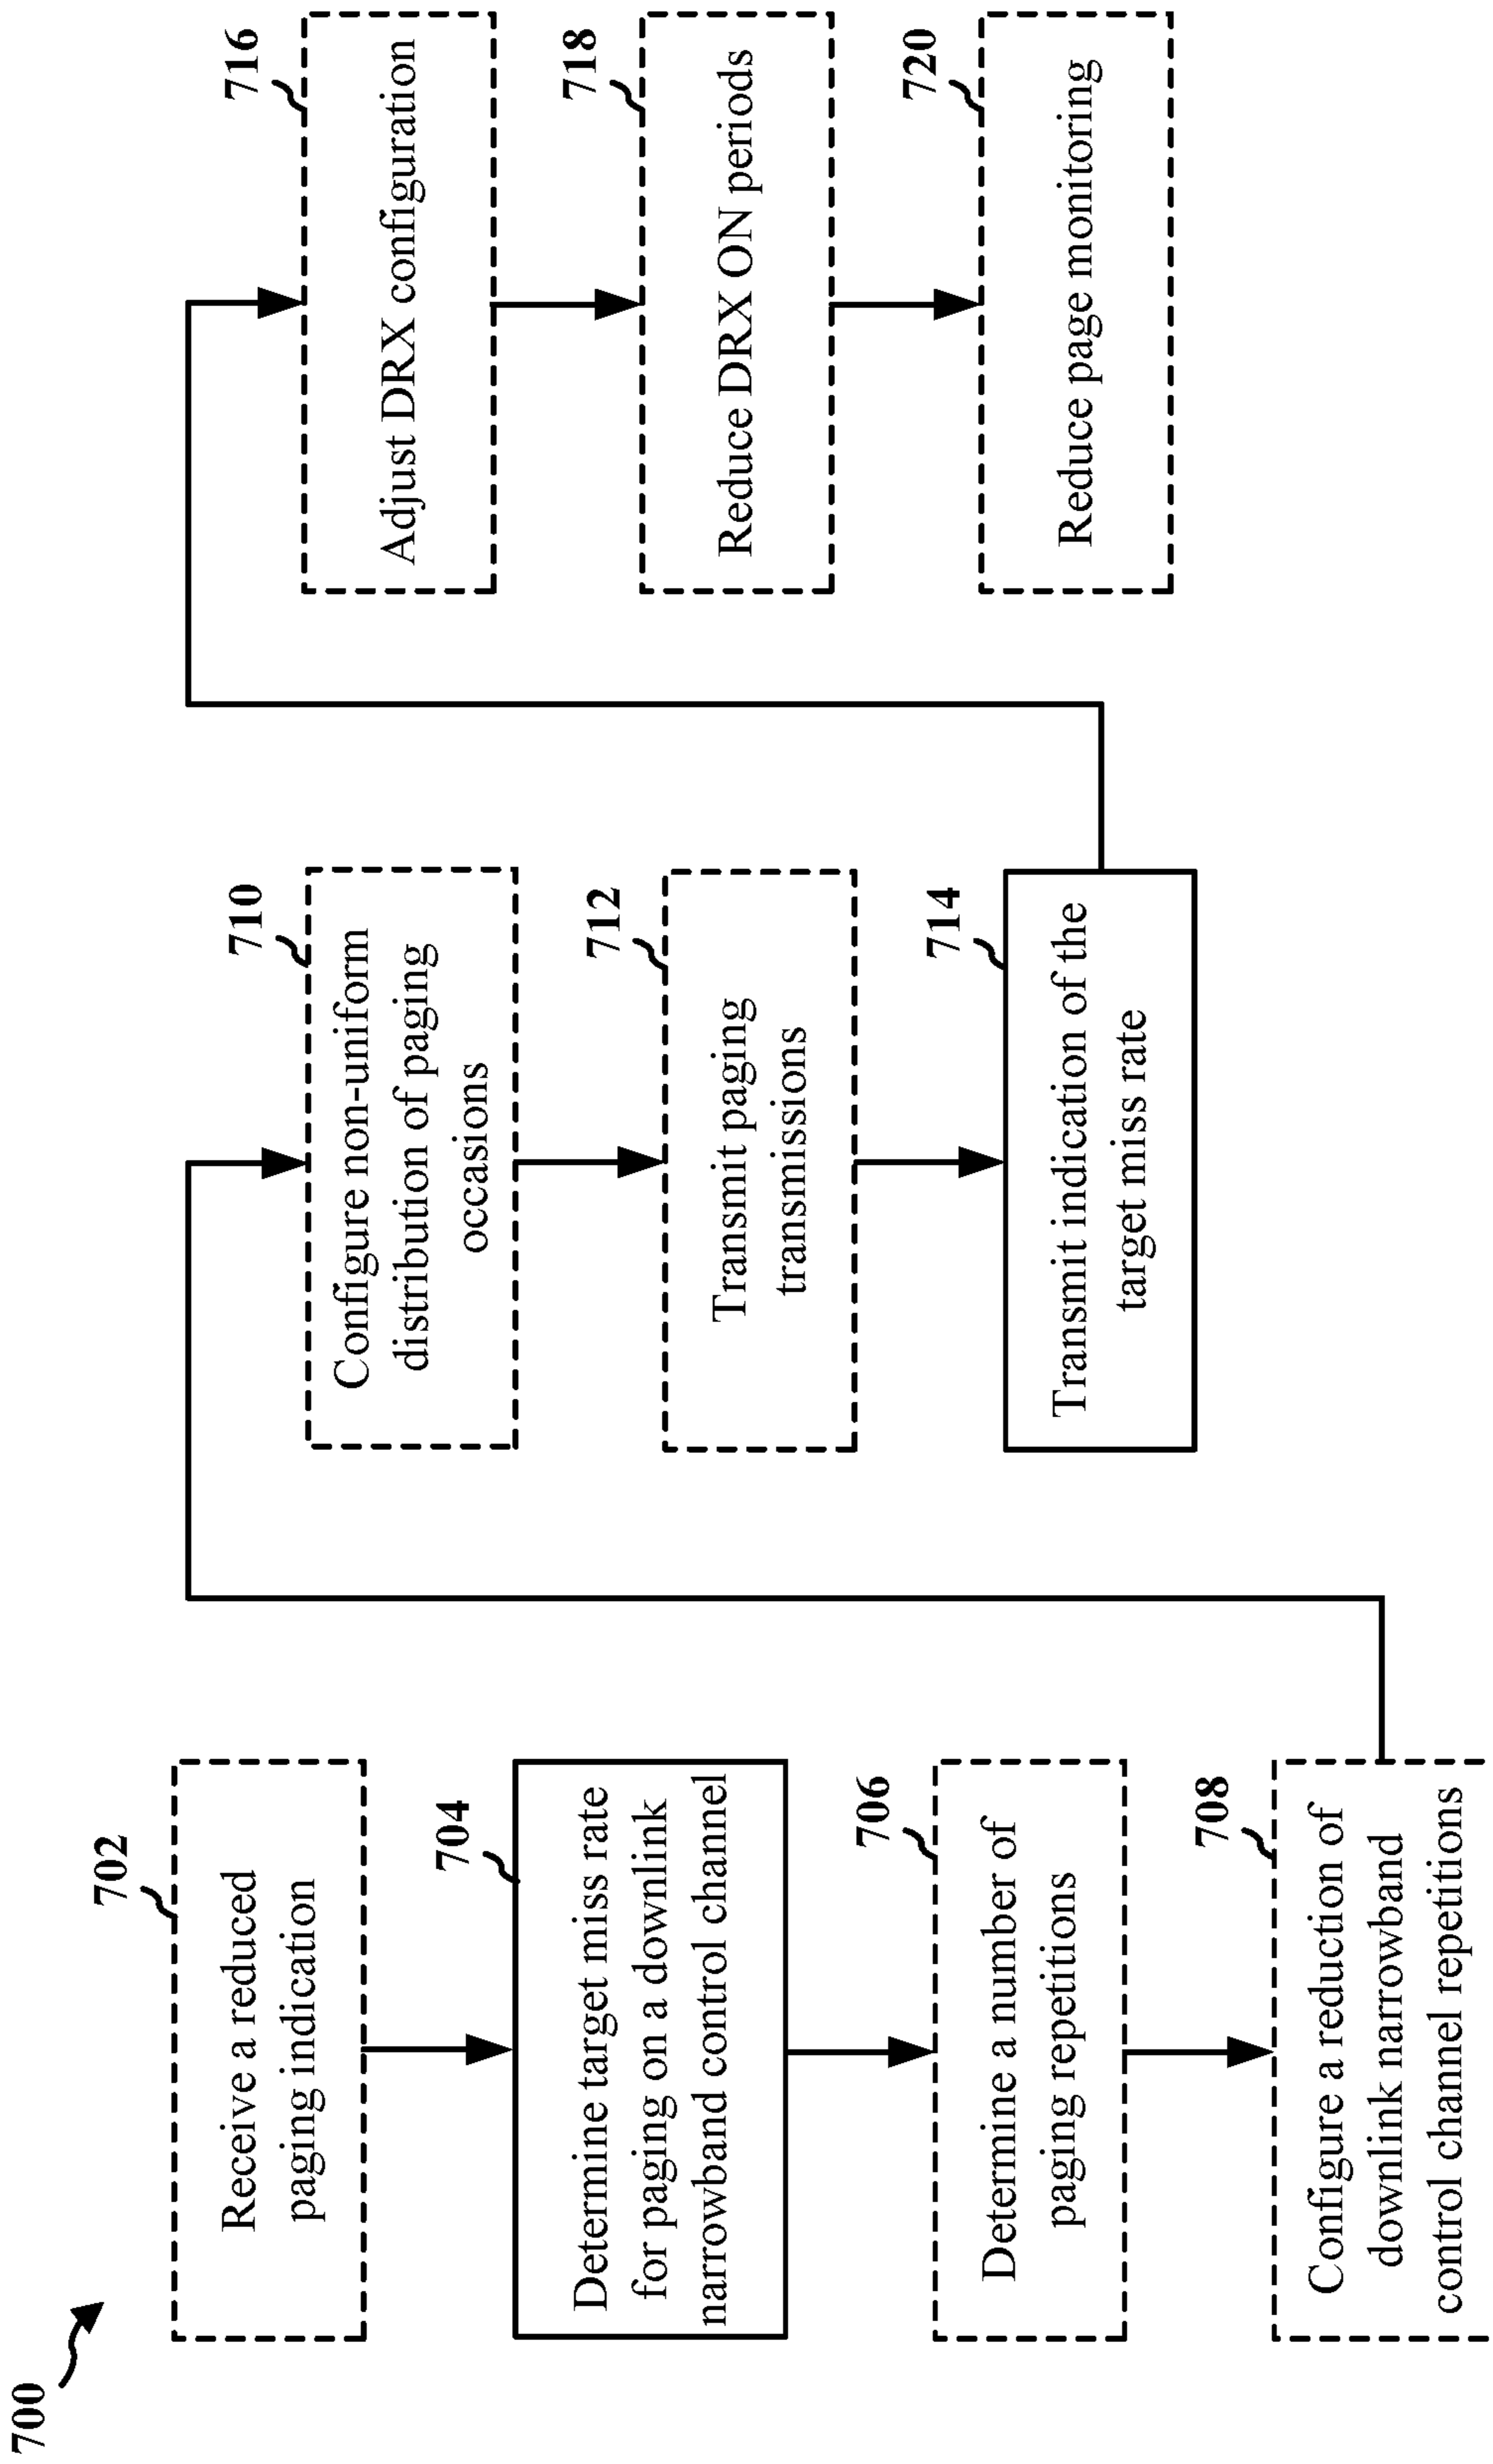 700
702
Receive a reduced
paging indication
704
Determine target miss rate
for paging on a downlink
narrowband control channel
706
Determine a number of
paging repetitions
708
Configure a reduction of
downlink narrowband
control channel repetitions
710
Configure non-uniform
distribution of paging
occasions
712
Transmit paging
transmissions
714
Transmit indication of the
target miss rate
716
Adjust DRX configuration
718
Reduce DRX ON periods
720
Reduce page monitoring